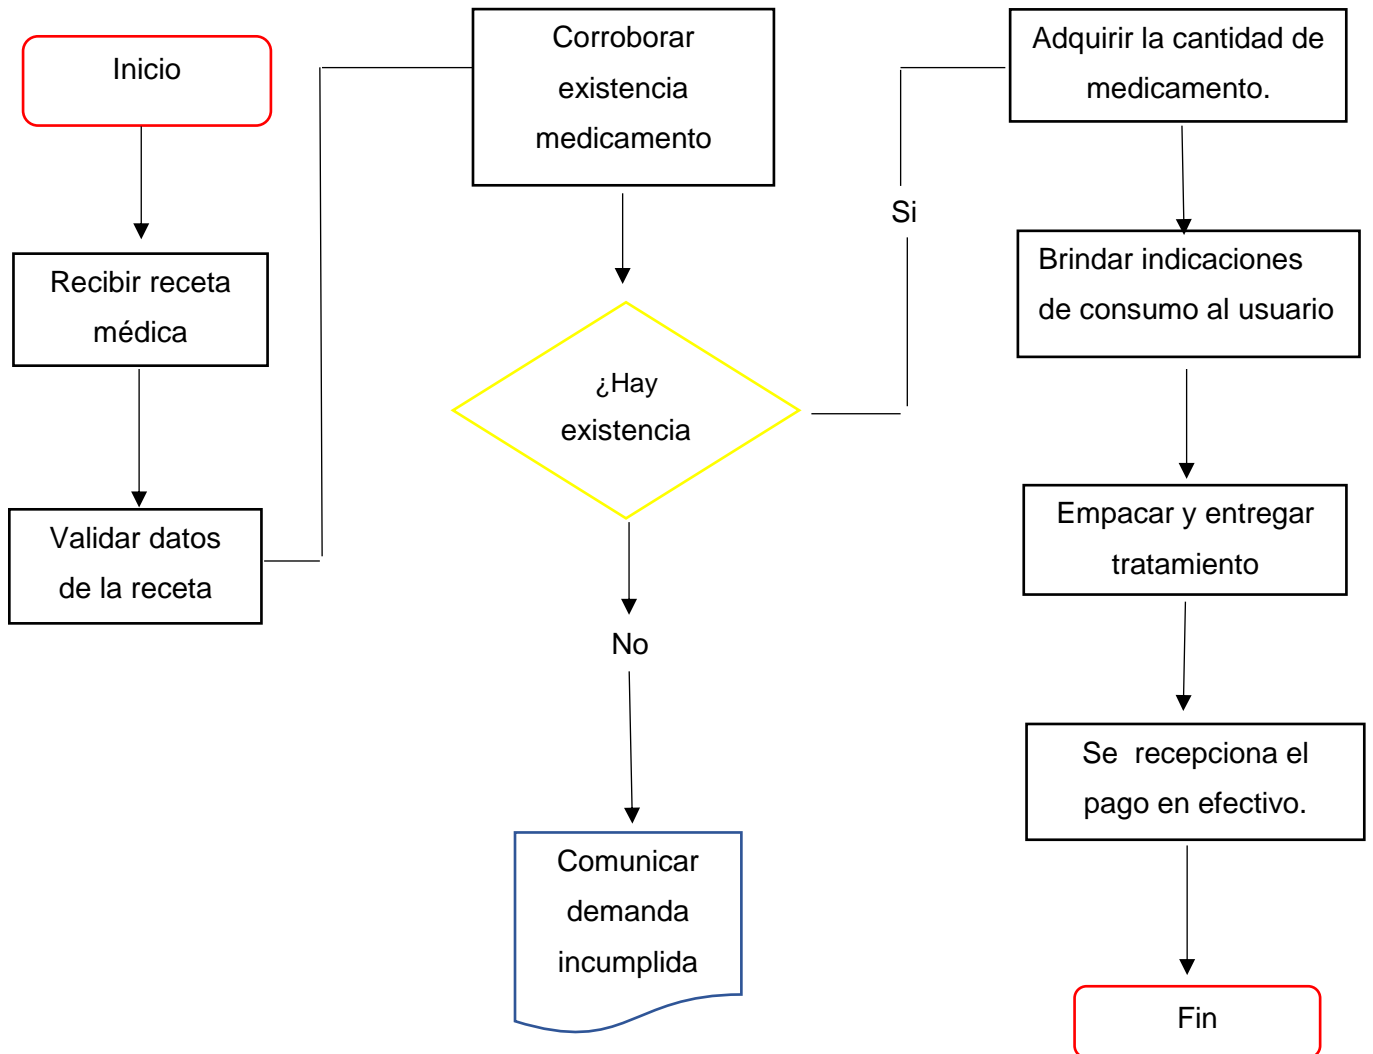 Inicio
Recibir receta
médica
Validar datos
de la receta
Corroborar
existencia
medicamento
¿Hay
existencia
No
Comunicar
demanda
incumplida
Si
Adquirir la cantidad de
medicamento.
Brindar indicaciones
de consumo al usuario
Empacar y entregar
tratamiento
Se recepciona el
pago en efectivo.
Fin